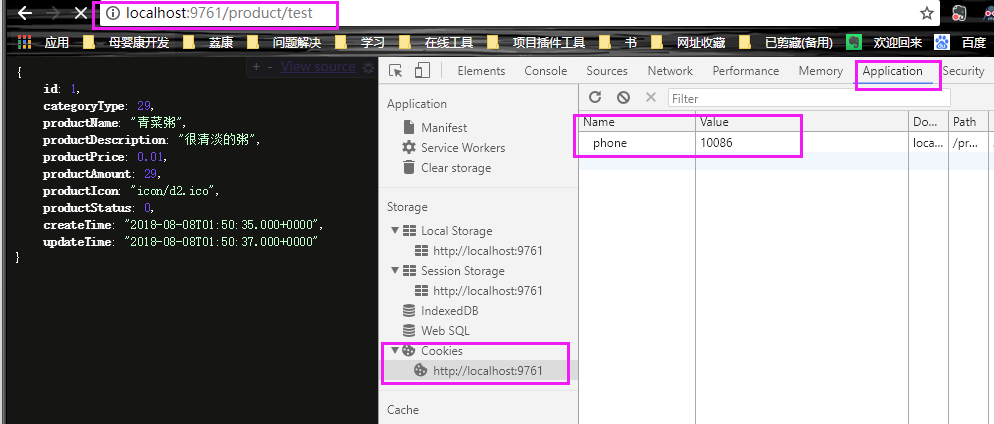 localhost:9761/product/test
应用 母婴康开发 荔康 问题解决 学习 在线工具 项目插件工具 书 网址收藏 已剪藏(备用) 欢迎回来 百度
+ - View source
{
id: 1,
categoryType: 29,
productName: "青菜粥",
productDescription: "很清淡的粥",
productPrice: 0.01,
productAmount: 29,
productIcon: "icon/d2.ico",
productStatus: 0,
createTime: "2018-08-08T01:50:35.000+0000",
updateTime: "2018-08-08T01:50:37.000+0000"
}
Elements Console Sources Network Performance Memory Application Security
Application
Manifest
Service Workers
Clear storage
Storage
Local Storage
http://localhost:9761
Session Storage
http://localhost:9761
IndexedDB
Web SQL
Cookies
http://localhost:9761
Cache
Filter
Name Value Do... Path
phone 10086 loca... /pr...